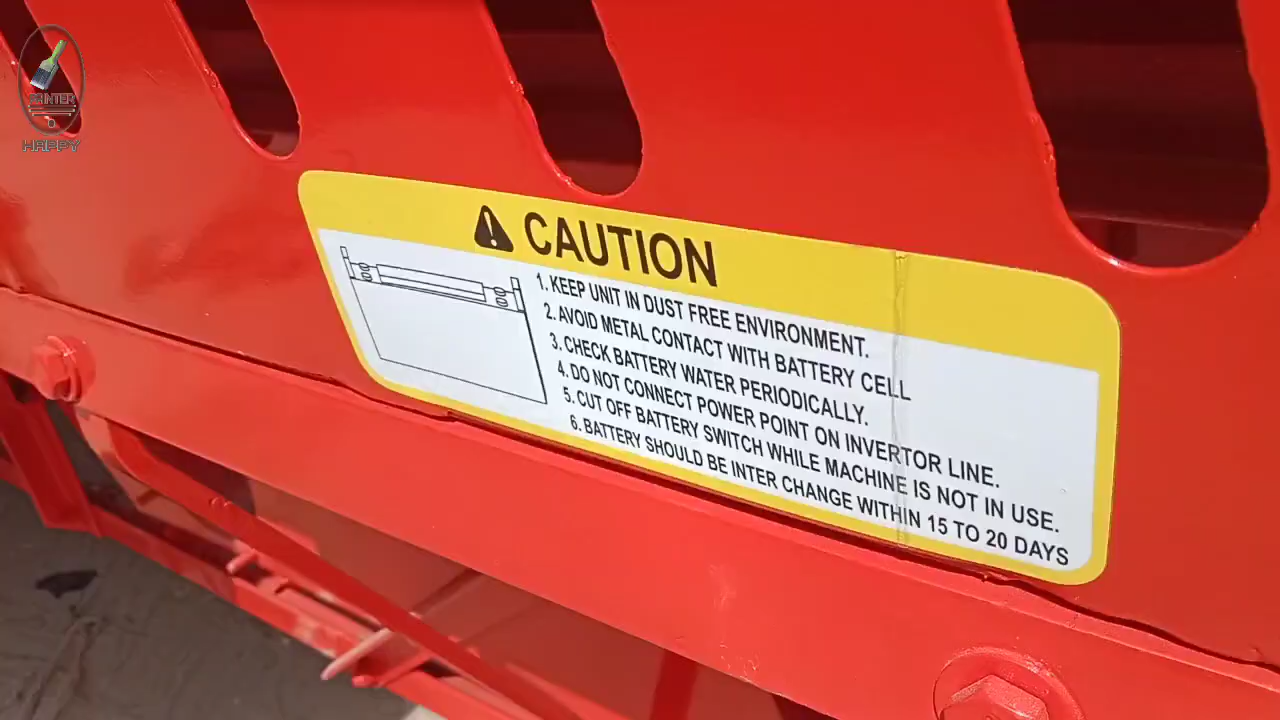 PAINTER
HAPPY
CAUTION
1. KEEP UNIT IN DUST FREE ENVIRONMENT.
2. AVOID METAL CONTACT WITH BATTERY CELL
3. CHECK BATTERY WATER PERIODICALLY.
4. DO NOT CONNECT POWER POINT ON INVERTOR LINE.
5. CUT OFF BATTERY SWITCH WHILE MACHINE IS NOT IN USE.
6. BATTERY SHOULD BE INTER CHANGE WITHIN 15 TO 20 DAYS